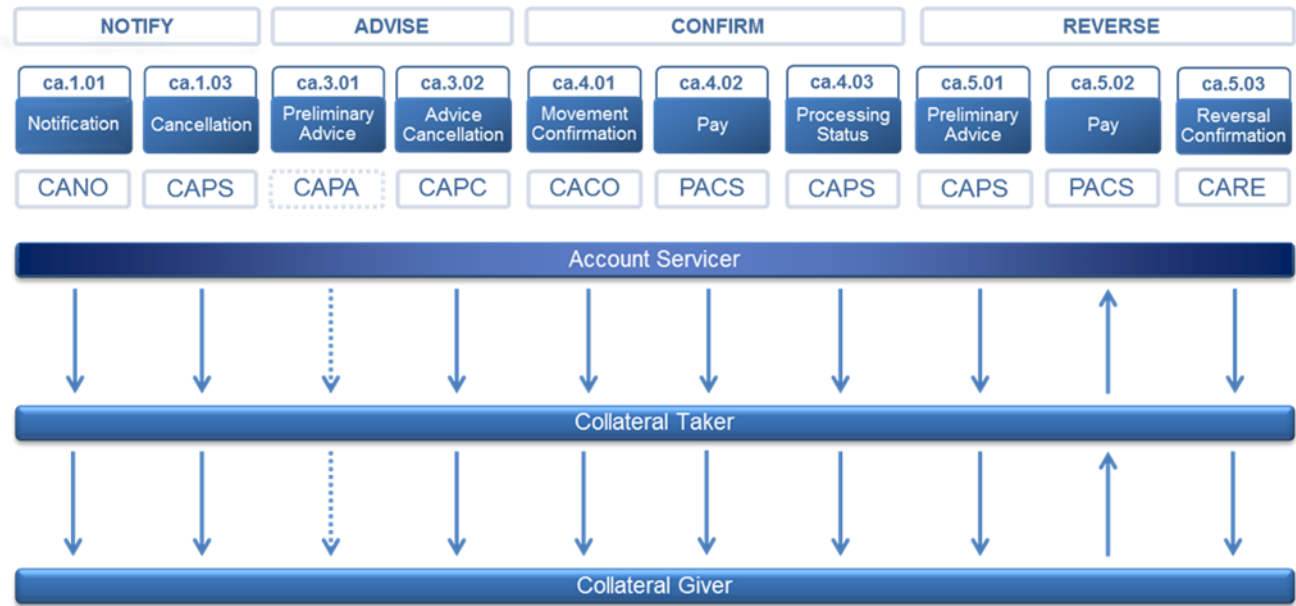 NOTIFY
ADVISE
CONFIRM
REVERSE
ca.1.01
ca.1.03
ca.3.01
ca.3.02
ca.4.01
ca.4.02
ca.4.03
ca.5.01
ca.5.02
ca.5.03
Notification
Cancellation
Preliminary
Advice
Advice
Cancellation
Movement
Confirmation
Pay
Processing
Status
Preliminary
Advice
Pay
Reversal
Confirmation
CANO
CAPS
CAPA
CAPC
CACO
PACS
CAPS
CAPS
PACS
CARE
Account Servicer
Collateral Taker
Collateral Giver